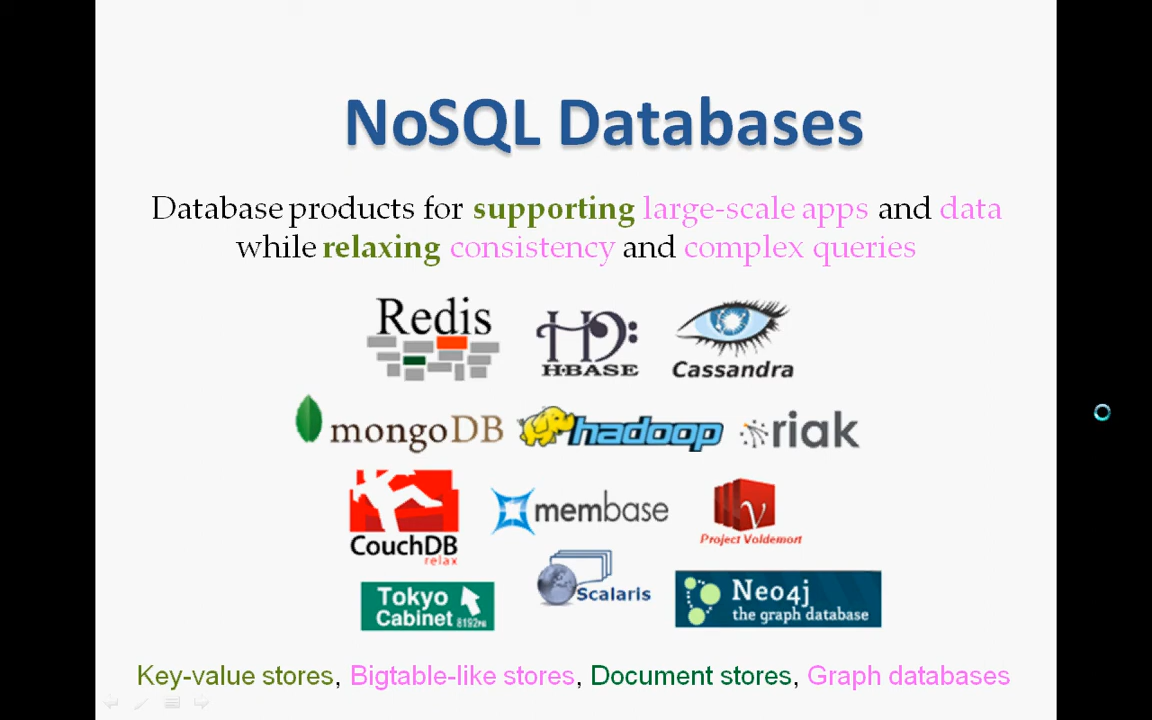 NoSQL Databases
Database products for supporting large-scale apps and data
while relaxing consistency and complex queries
Redis
HBASE
Cassandra
mongoDB
hadoop
riak
CouchDB
relax
membase
V
Project Voldemort
Tokyo
Cabinet 8192PB
Scalaris
Neo4j
the graph database
Key-value stores, Bigtable-like stores, Document stores, Graph databases